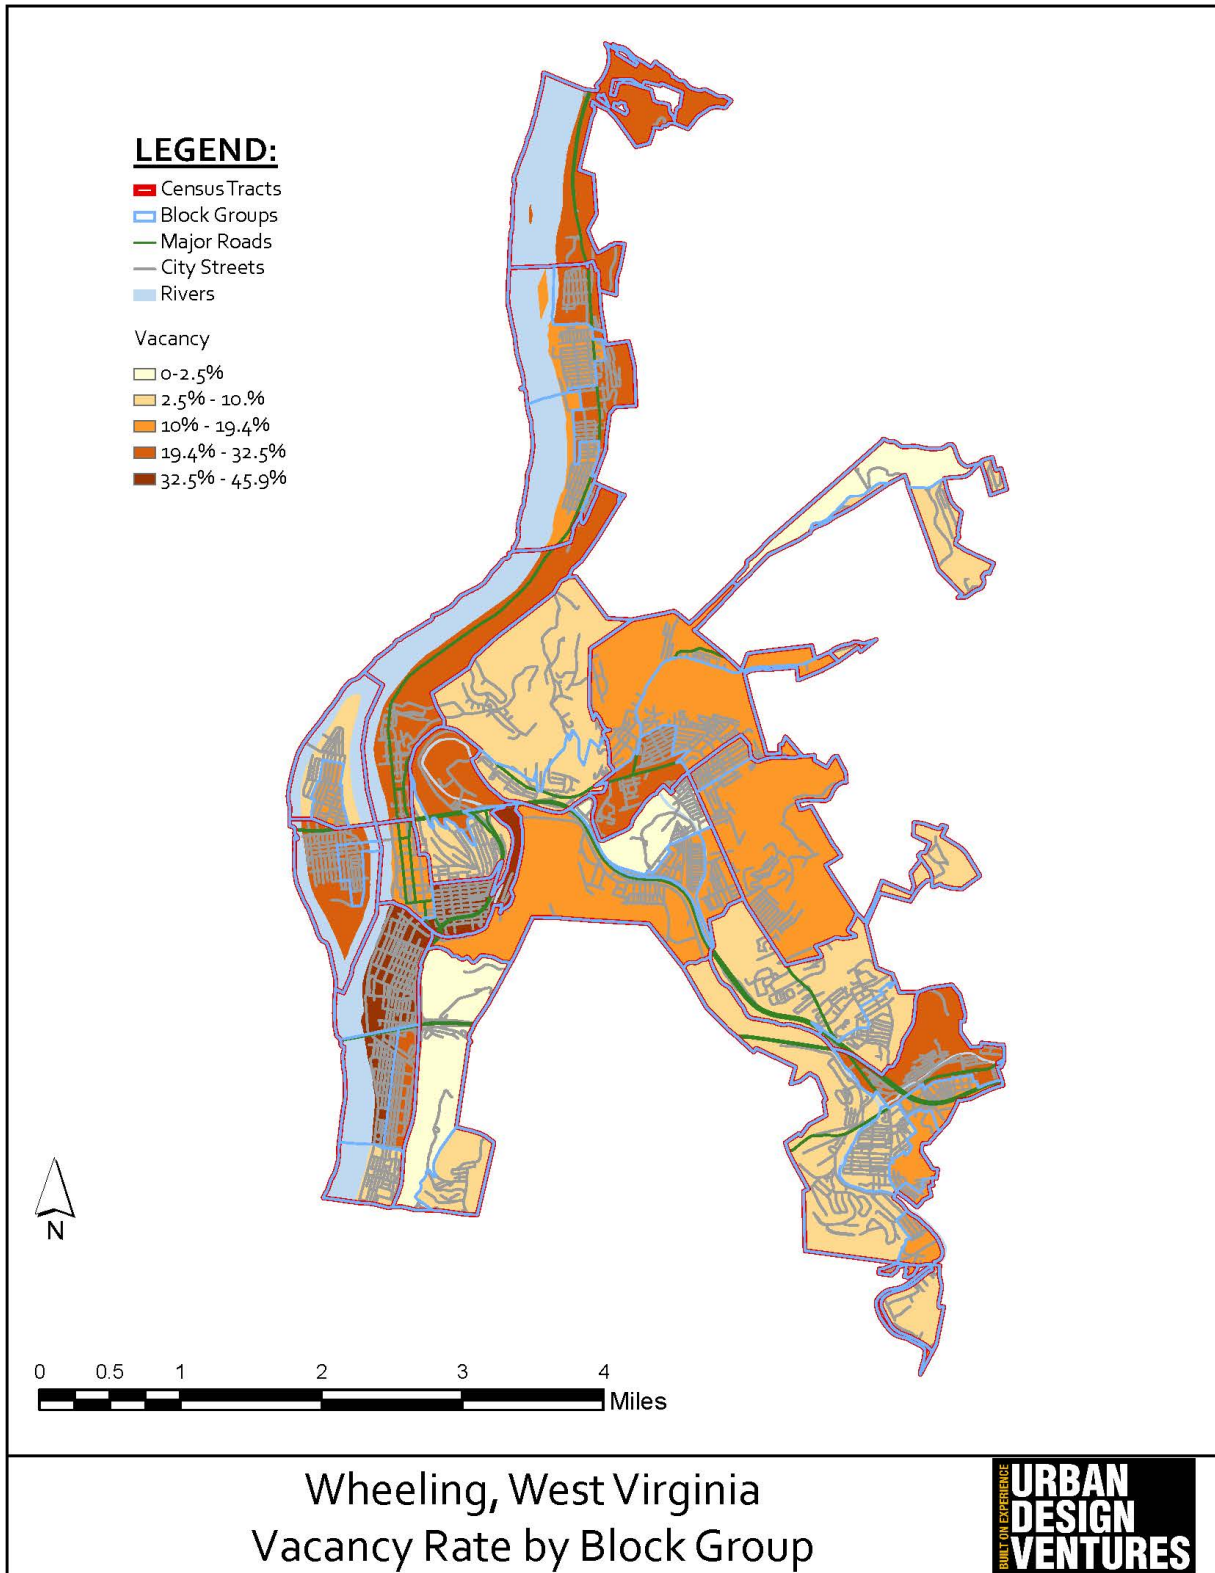 LEGEND:
Census Tracts
Block Groups
Major Roads
City Streets
Rivers
Vacancy
0-2.5%
2.5% - 10.%
10% - 19.4%
19.4% - 32.5%
32.5% - 45.9%
N
0 0.5 1 2 3 4
Miles
Wheeling, West Virginia
Vacancy Rate by Block Group
BUILT ON EXPERIENCE
URBAN
DESIGN
VENTURES